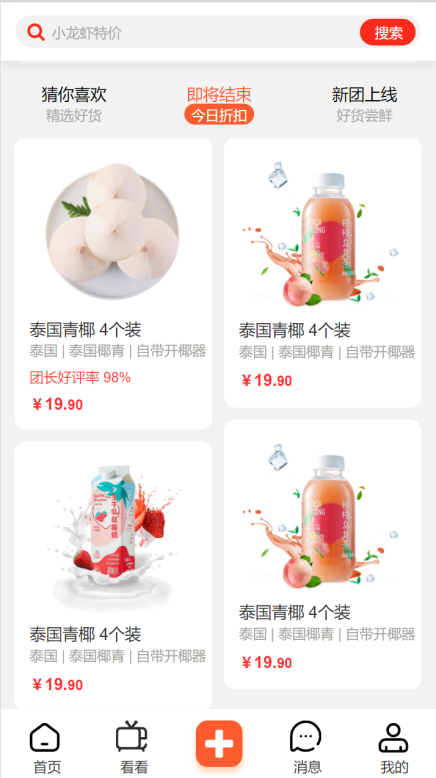 小龙虾特价
搜索
猜你喜欢
即将结束
新团上线
精选好货
今日折扣
好货尝鲜
泰国青椰 4个装
泰国 | 泰国椰青 | 自带开椰器
团长好评率 98%
￥19.90
泰国青椰 4个装
泰国 | 泰国椰青 | 自带开椰器
￥19.90
泰国青椰 4个装
泰国 | 泰国椰青 | 自带开椰器
￥19.90
泰国青椰 4个装
泰国 | 泰国椰青 | 自带开椰器
￥19.90
首页
看看
消息
我的